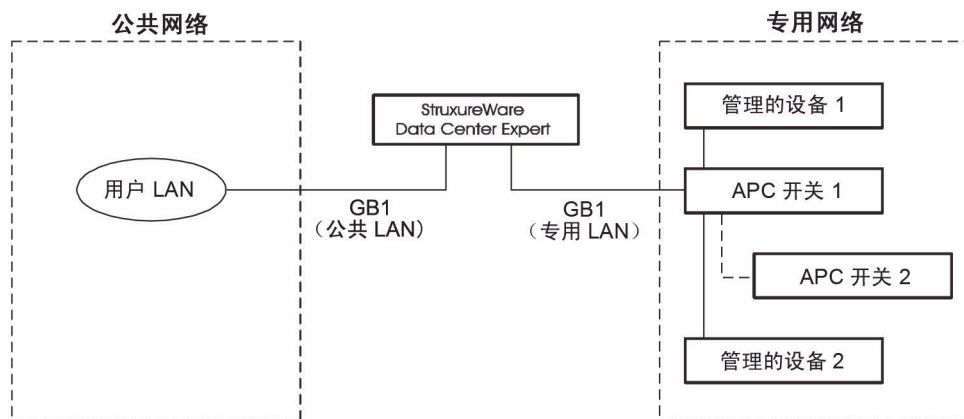 公共网络
专用网络
StruxureWare
Data Center Expert
管理的设备 1
用户 LAN
APC 开关 1
GB1
（公共 LAN）
GB1
（专用 LAN）
APC 开关 2
管理的设备 2